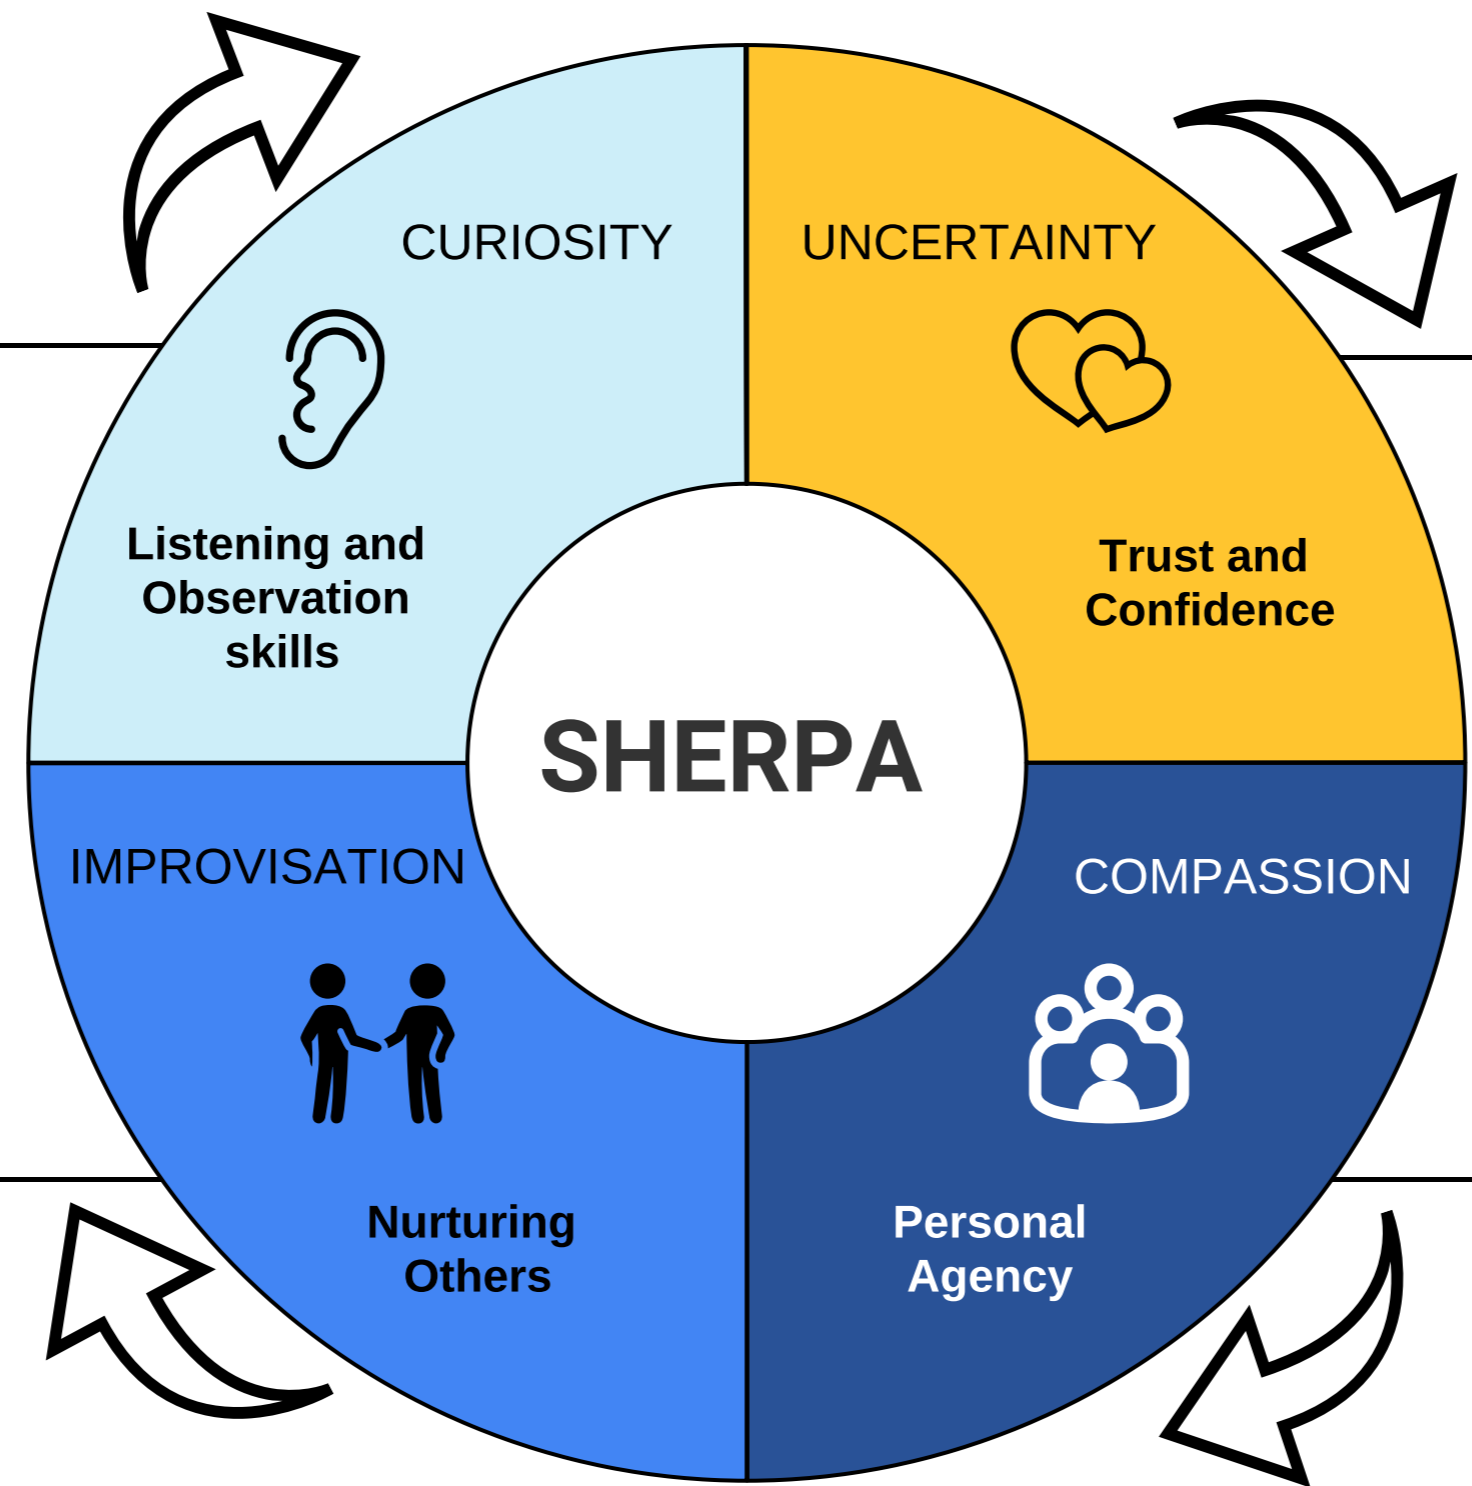 CURIOSITY
UNCERTAINTY
Listening and
Observation
skills
Trust and
Confidence
SHERPA
IMPROVISATION
COMPASSION
Nurturing
Others
Personal
Agency